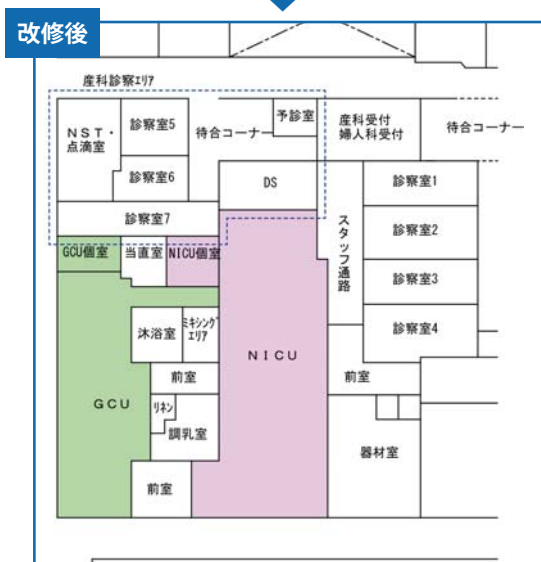 改修後
産科診察エリア
NST・
点滴室
診察室5
待合コーナー
予診室
産科受付
婦人科受付
待合コーナー
診察室6
DS
診察室1
診察室7
スタッフ通路
診察室2
GCU個室
当直室
NICU個室
診察室3
沐浴室
ミキシング
エリア
診察室4
NICU
前室
前室
GCU
リネン
調乳室
器材室
前室